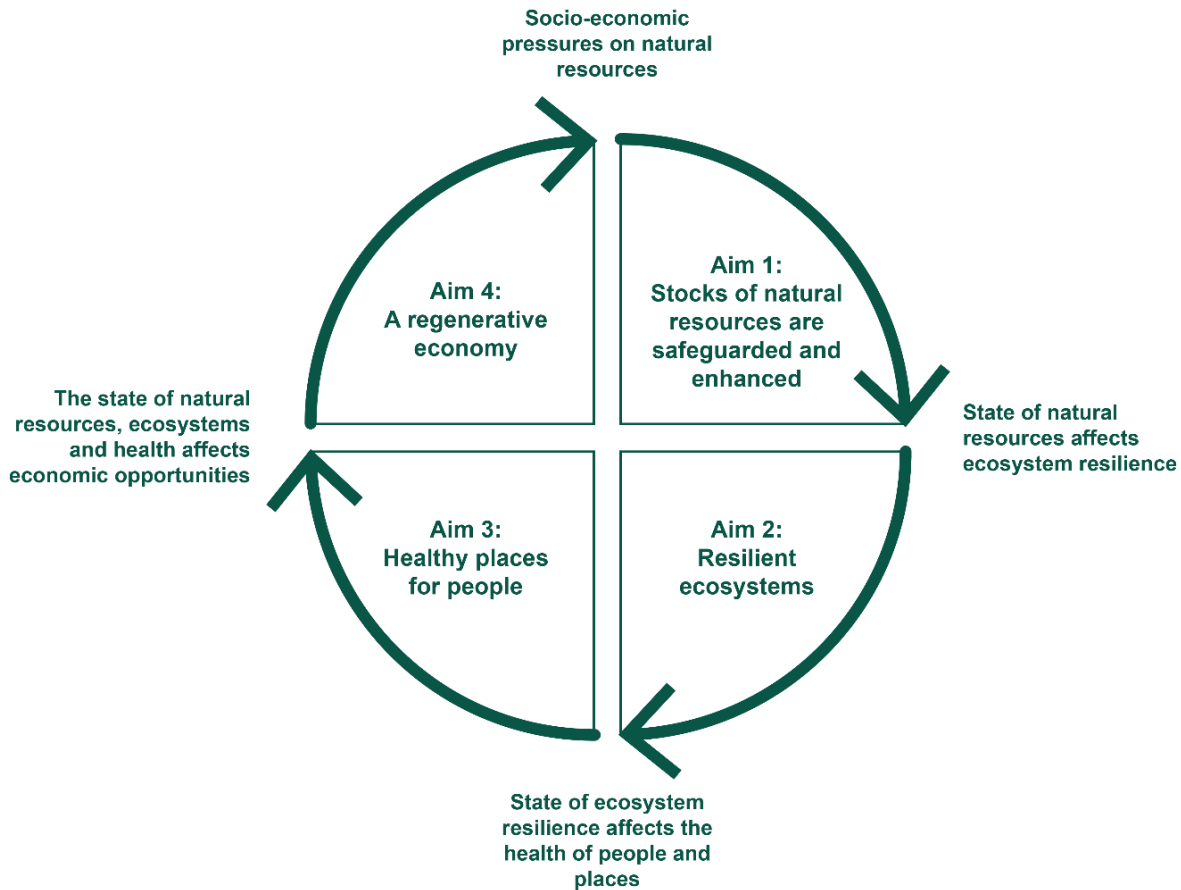 Socio-economic
pressures on natural
resources
Aim 1:
Stocks of natural
resources are
safeguarded and
enhanced
State of natural
resources affects
ecosystem resilience
Aim 2:
Resilient
ecosystems
State of ecosystem
resilience affects the
health of people and
places
Aim 3:
Healthy places
for people
The state of natural
resources, ecosystems
and health affects
economic opportunities
Aim 4:
A regenerative
economy